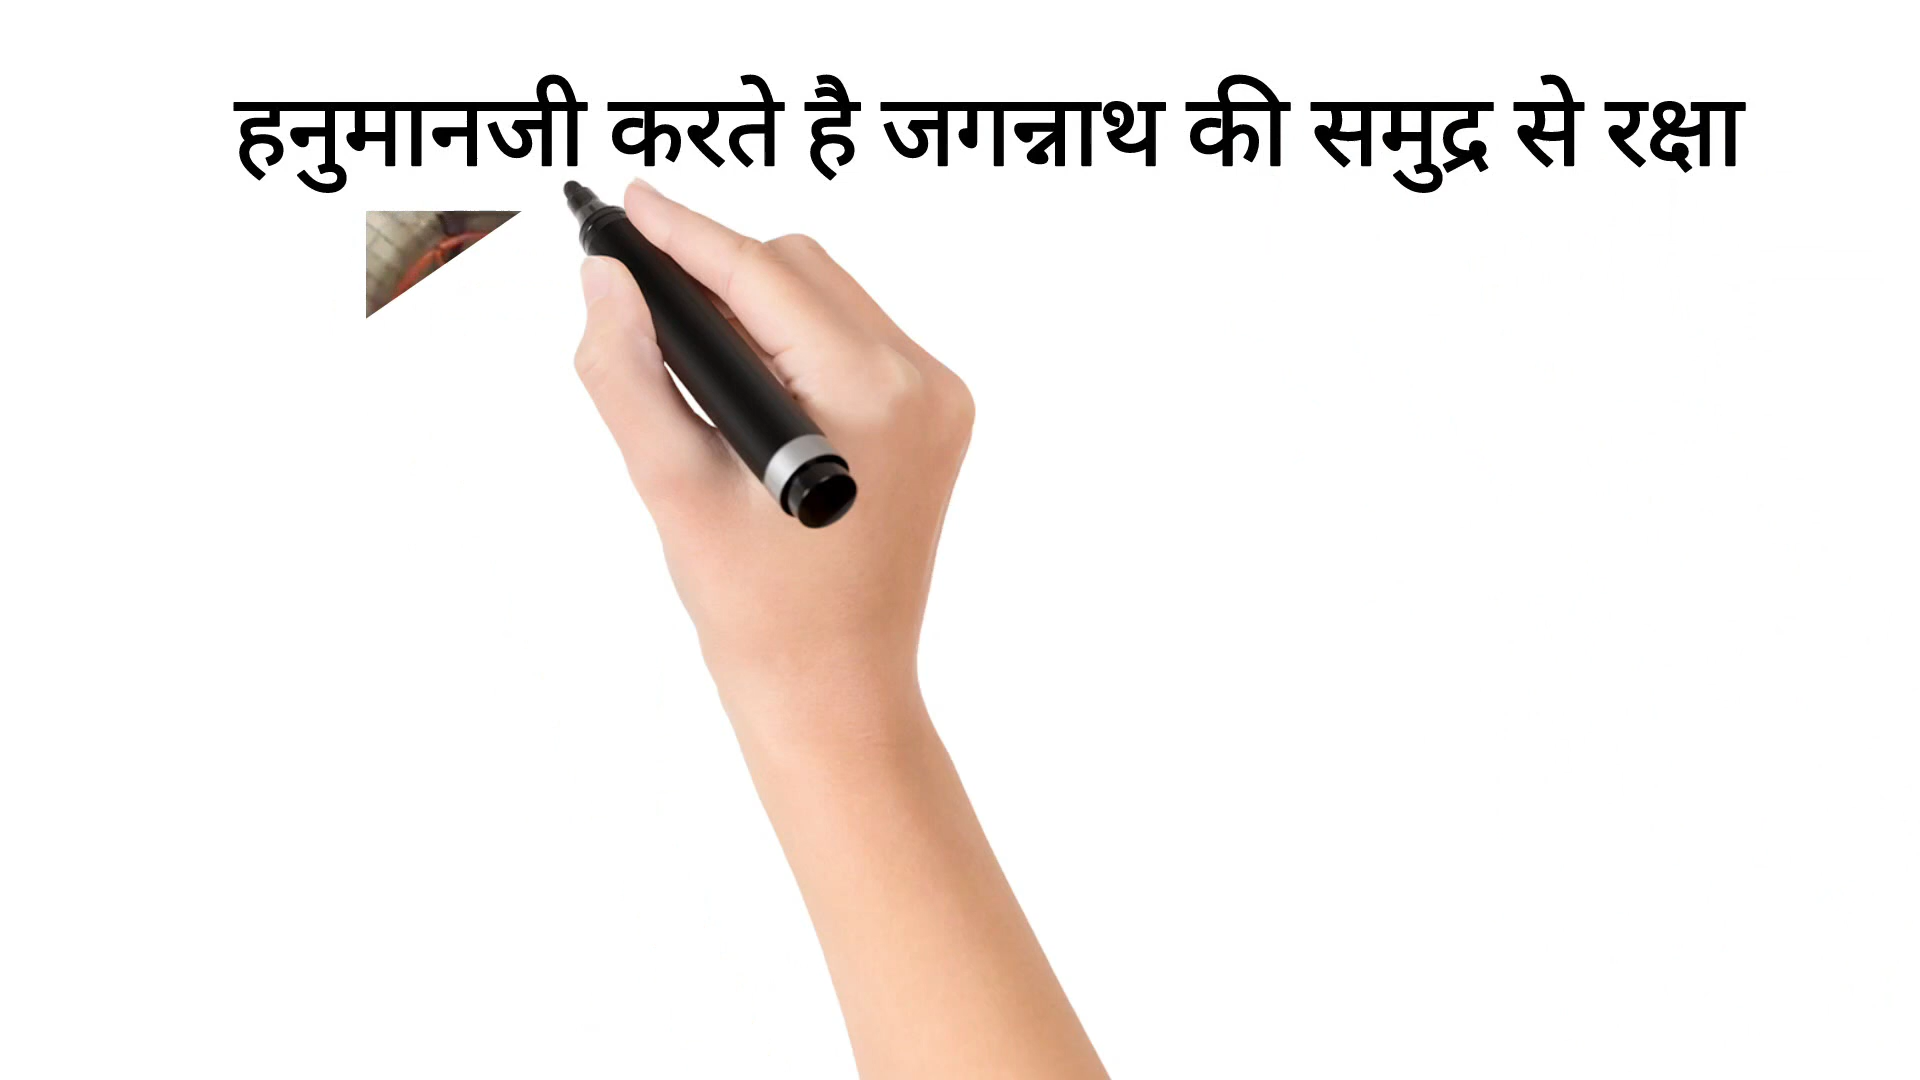 हनुमानजी करते है जगन्नाथ की समुद्र से रक्षा